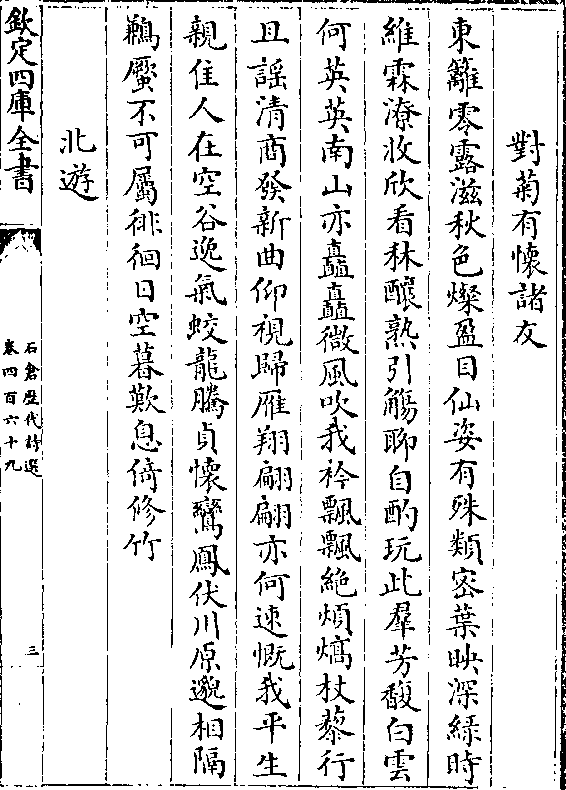 對菊有懷諸友
東籬零露滋秋色燦盈目仙姿有殊類密葉映深綠時
維霖潦收欣看秫釀熟引觴聊自酌玩此羣芳馥白雲
何英英南山亦矗矗微風吹我衿飄飄絶煩熇杖藜行
且謡清商發新曲仰視歸雁翔翩翩亦何速慨我平生
親佳人在空谷逸氣蛟龍騰貞懷鸞鳳伏川原邈相隔
鶼蟨不可屬徘徊日空暮歎息倚修竹
北遊
欽定四庫全書
石倉歴代詩選
卷四百六十九
三